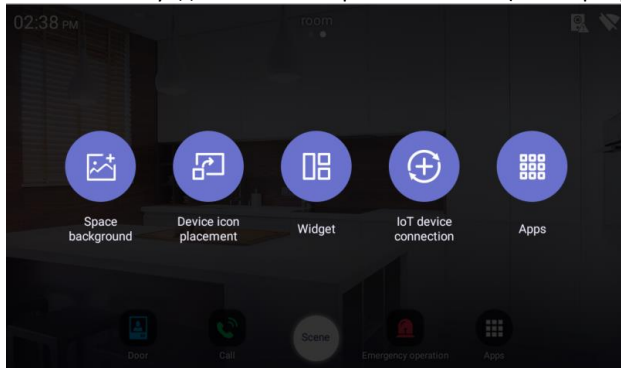 02:38 PM
room
Space
background
Device icon
placement
Widget
IoT device
connection
Apps
Scene
Door
Call
Emergency operation
Apps